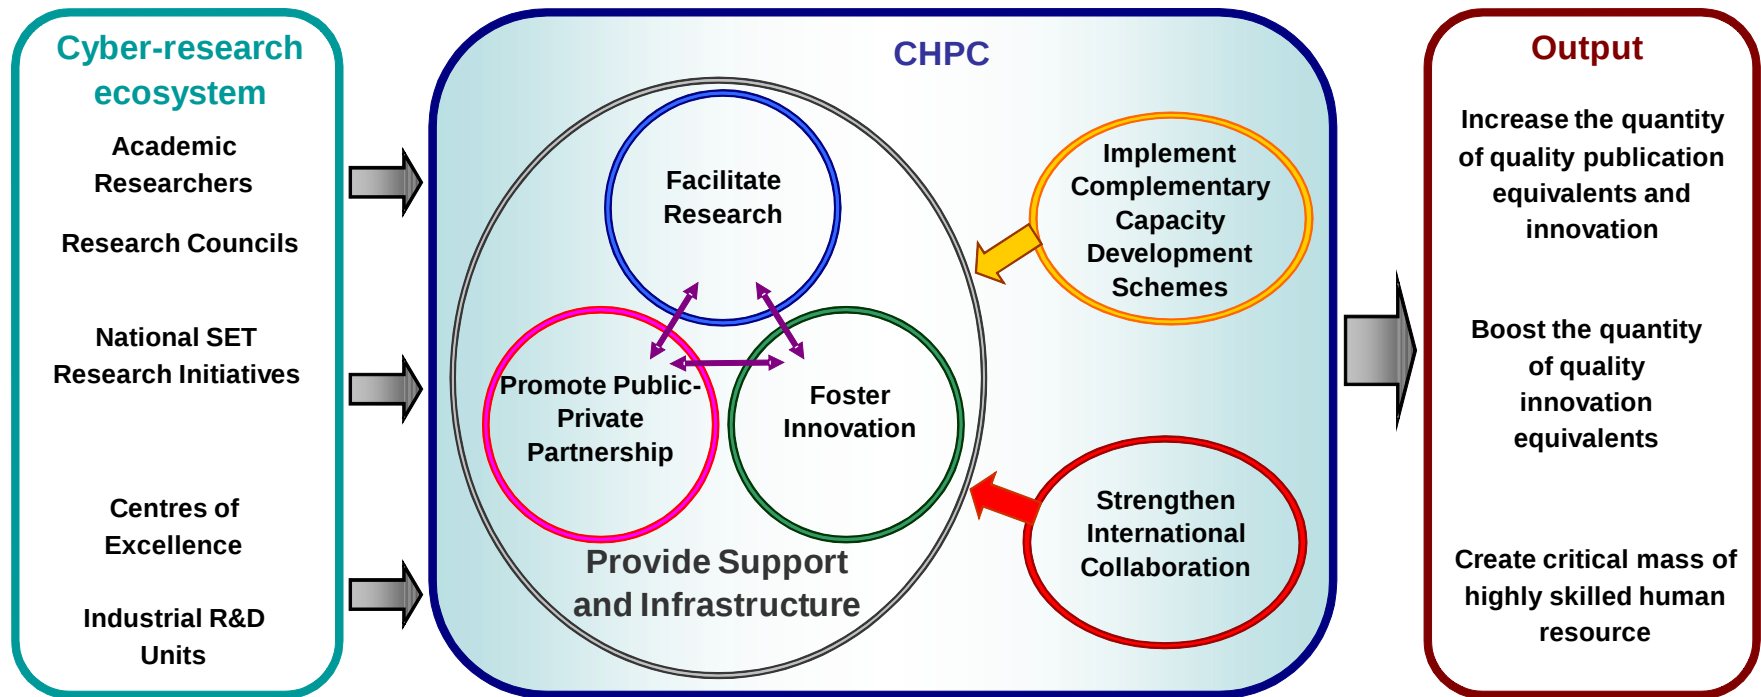 Cyber-research
ecosystem
Academic
Researchers
Research Councils
National SET
Research Initiatives
Centres of
Excellence
Industrial R&D
Units
CHPC
Facilitate
Research
Promote Public-
Private
Partnership
Foster
Innovation
Provide Support
and Infrastructure
Implement
Complementary
Capacity
Development
Schemes
Strengthen
International
Collaboration
Output
Increase the quantity
of quality publication
equivalents and
innovation
Boost the quantity
of quality
innovation
equivalents
Create critical mass of
highly skilled human
resource